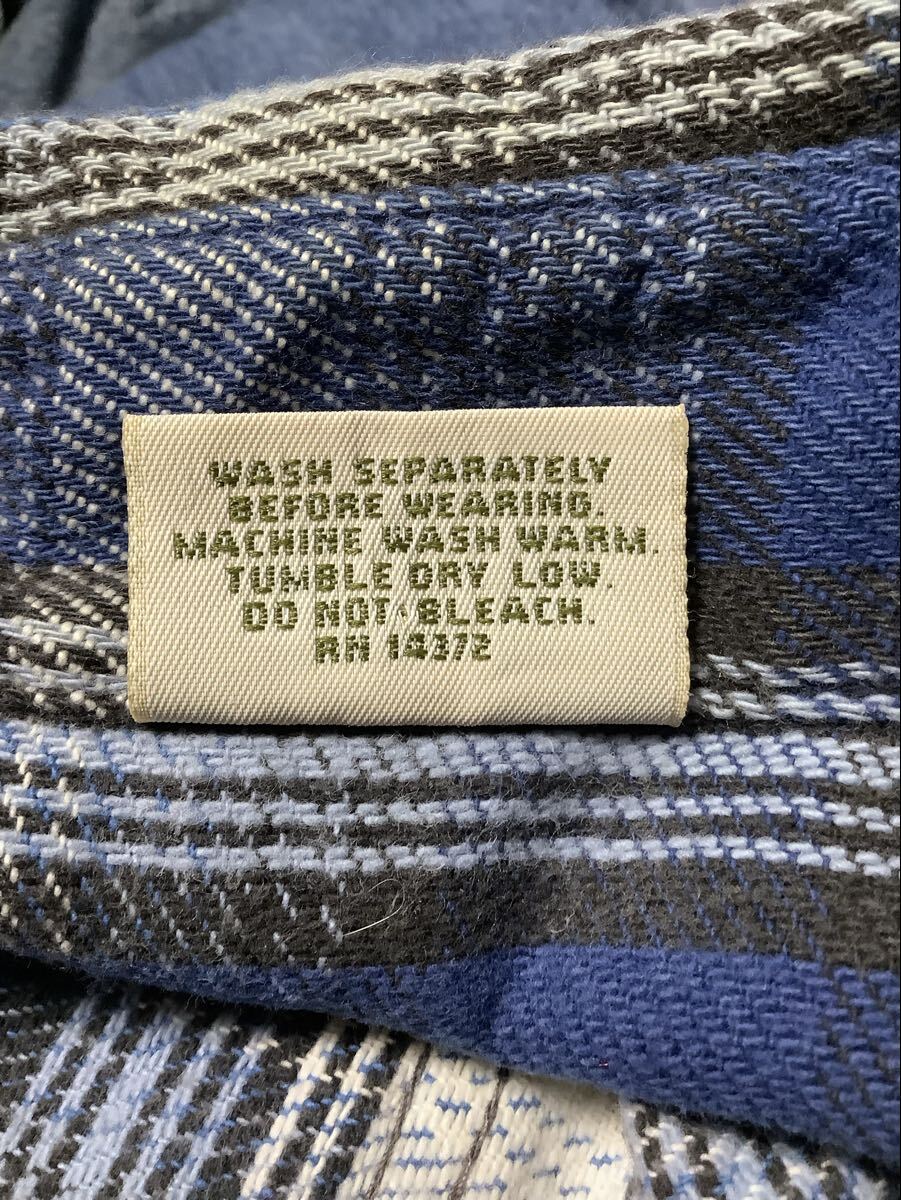 WASH SEPARATELY
BEFORE WEARING.
MACHINE WASH WARM.
TUMBLE DRY LOW.
DO NOT BLEACH.
RN 14372